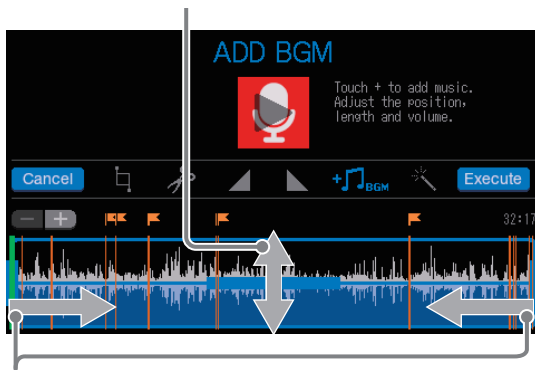 ADD BGM
Touch + to add music.
Adjust the position,
length and volume.
Cancel
+BGM
Execute
− +
32:17